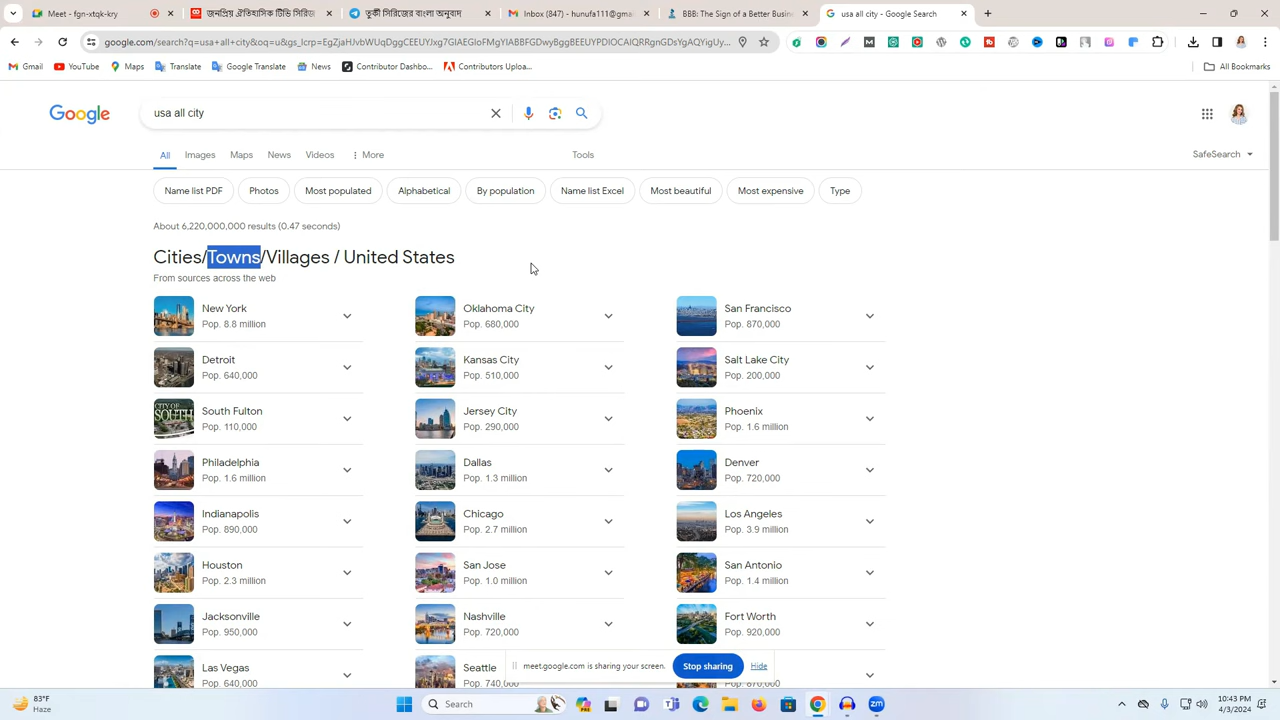 Meet - fgn-xtqk-krj
টেকনিক্যাল টিচি লিরিজে
তুর্কী সিরিয়ের বাংলা অনুবাদ
Inbox (847) - hunufa111@gmai
BBB: The Sign of a Better Busin
usa all city - Google Search
Gmail
YouTube
Maps
Translate
Google Translate
News
Contributor Dashbo...
Contributors Uploa...
All Bookmarks
Google
usa all city
All
Images
Maps
News
Videos
More
Tools
SafeSearch
Name list PDF
Photos
Most populated
Alphabetical
By population
Name list Excel
Most beautiful
Most expensive
Type
About 6,220,000,000 results (0.47 seconds)
Cities/Towns/Villages / United States
From sources across the web
New York
Pop. 8.8 million
Oklahoma City
Pop. 680,000
San Francisco
Pop. 870,000
Detroit
Pop. 640,000
Kansas City
Pop. 510,000
Salt Lake City
Pop. 200,000
CITY OF
SOUTH
South Fulton
Pop. 110,000
Jersey City
Pop. 290,000
Phoenix
Pop. 1.6 million
Philadelphia
Pop. 1.6 million
Dallas
Pop. 1.3 million
Denver
Pop. 720,000
Indianapolis
Pop. 890,000
Chicago
Pop. 2.7 million
Los Angeles
Pop. 3.9 million
Houston
Pop. 2.3 million
San Jose
Pop. 1.0 million
San Antonio
Pop. 1.4 million
Jacksonville
Pop. 950,000
Nashville
Pop. 720,000
Fort Worth
Pop. 920,000
Las Vegas
Pop. 640,000
Seattle
Pop. 740,000
meet.google.com is sharing your screen.
Stop sharing
Hide
Haze
Search
10:43 PM
4/3/2024